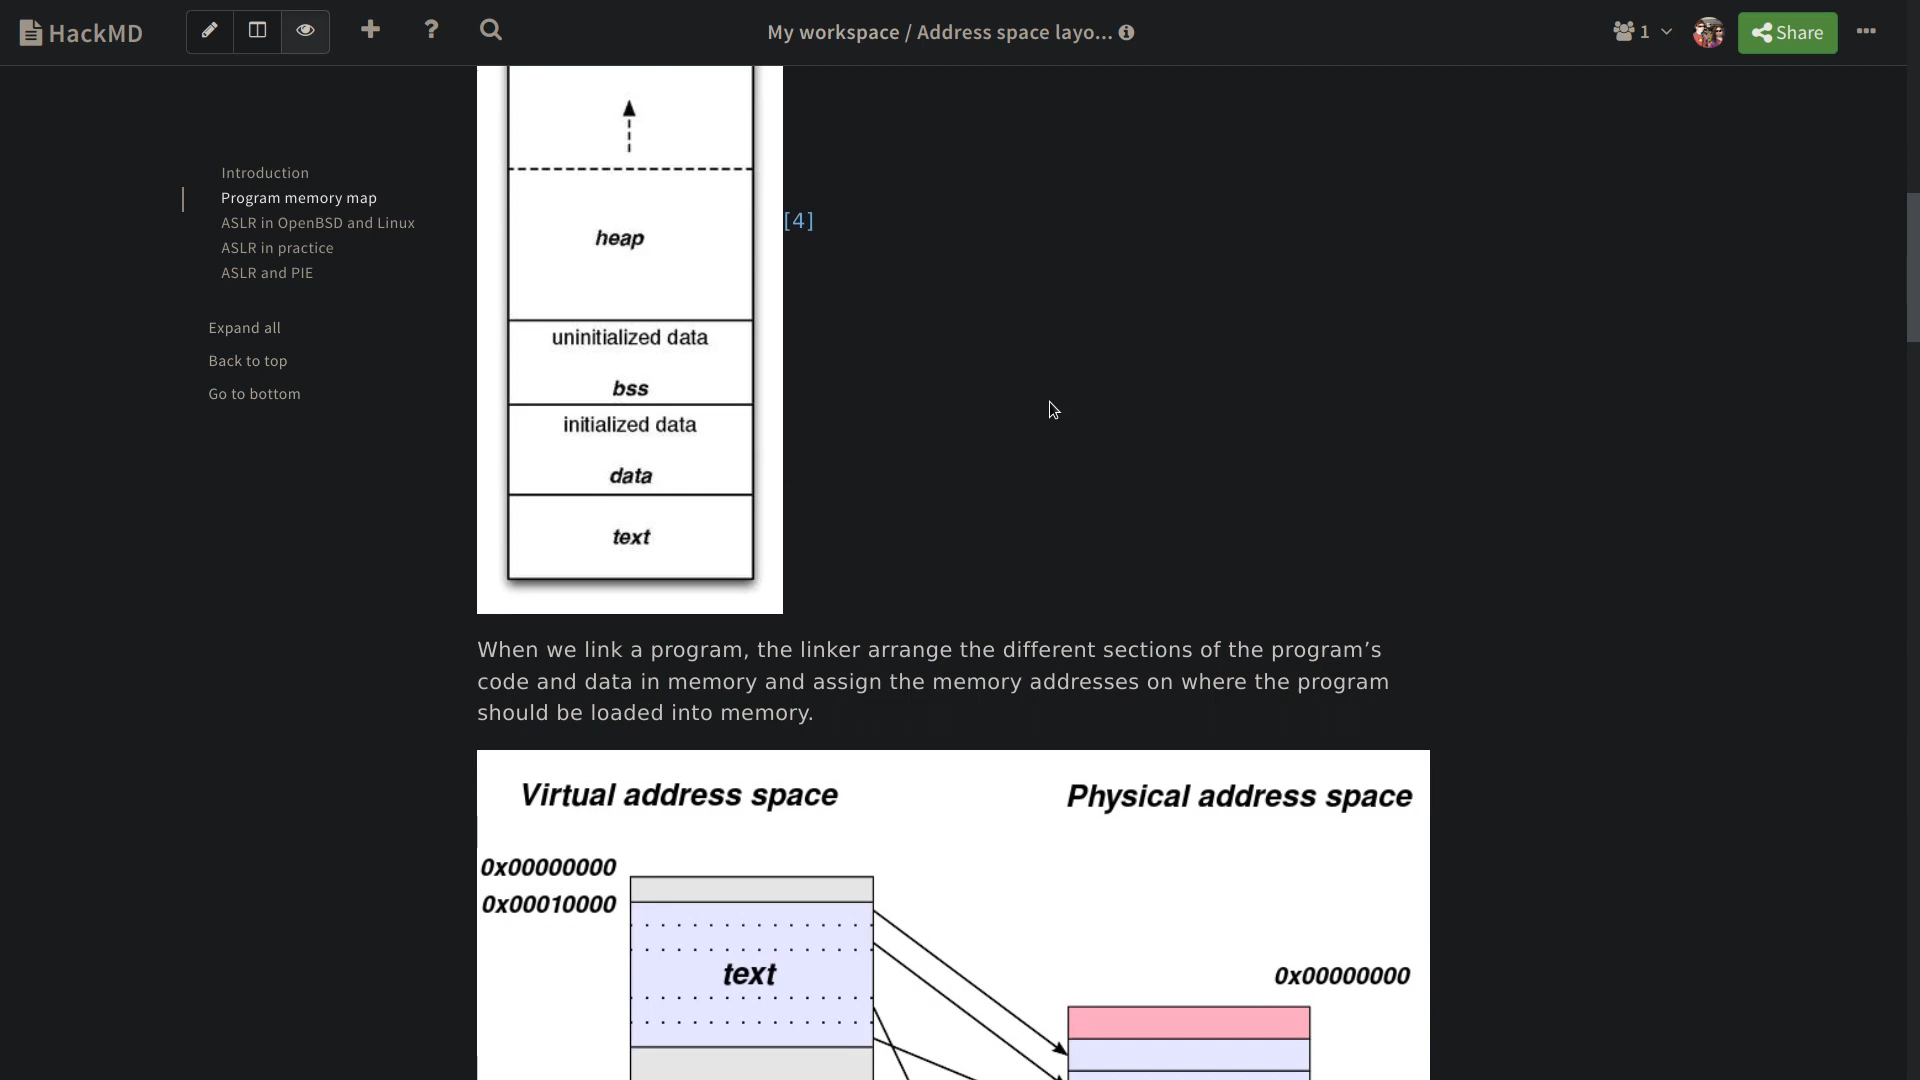 HackMD
My workspace / Address space layo...
1
Share
Introduction
Program memory map
ASLR in OpenBSD and Linux
ASLR in practice
ASLR and PIE
Expand all
Back to top
Go to bottom
heap
[4]
uninitialized data
bss
initialized data
data
text
When we link a program, the linker arrange the different sections of the program’s
code and data in memory and assign the memory addresses on where the program
should be loaded into memory.
Virtual address space
Physical address space
0x00000000
0x00010000
text
0x00000000